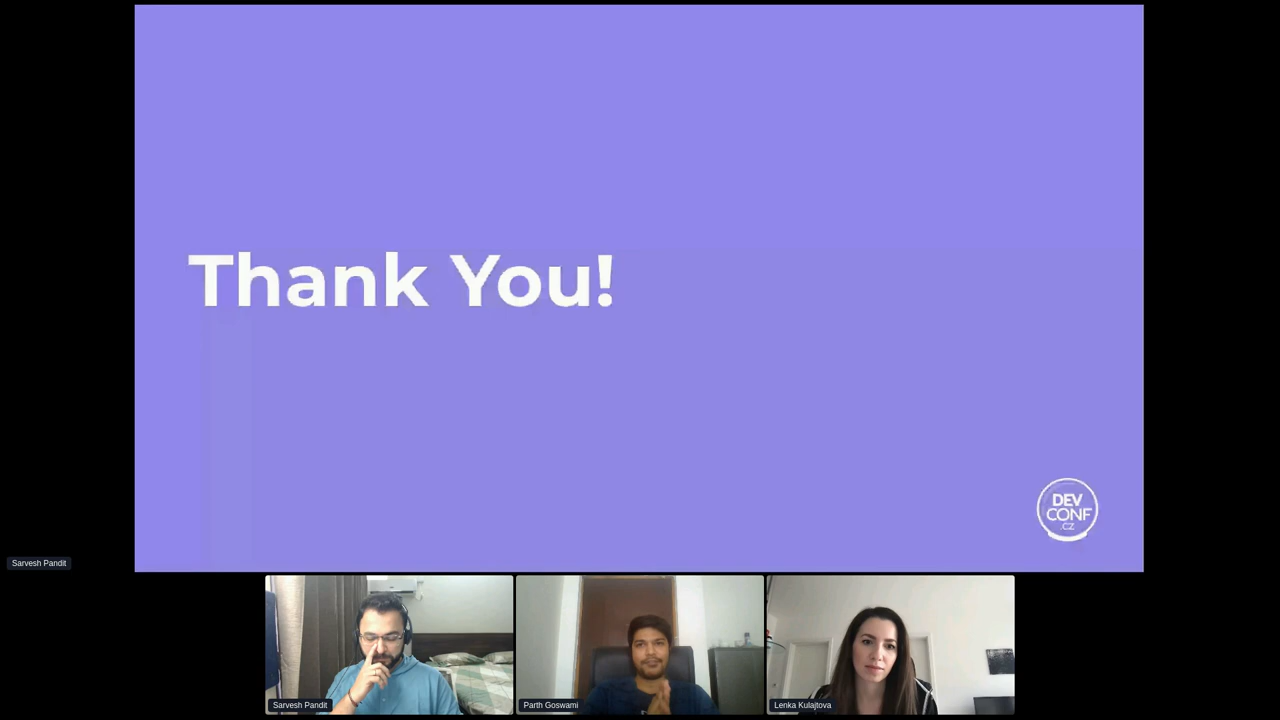 Thank You!
DEV
CONF
.CZ
Sarvesh Pandit
Sarvesh Pandit
Parth Goswami
Lenka Kulajtova